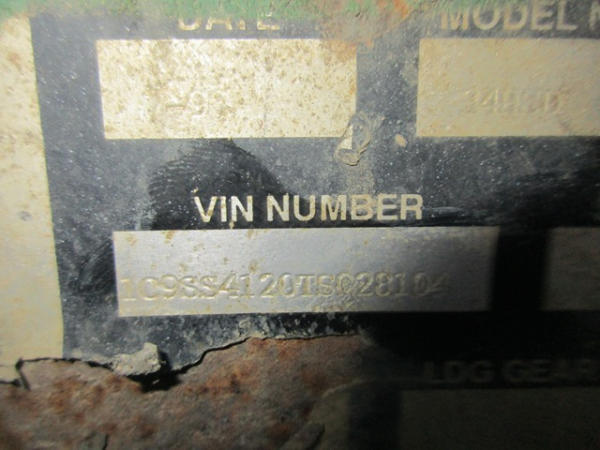 DATE MODEL
VIN NUMBER
1C9SS4120TS028104
LDG GEAR